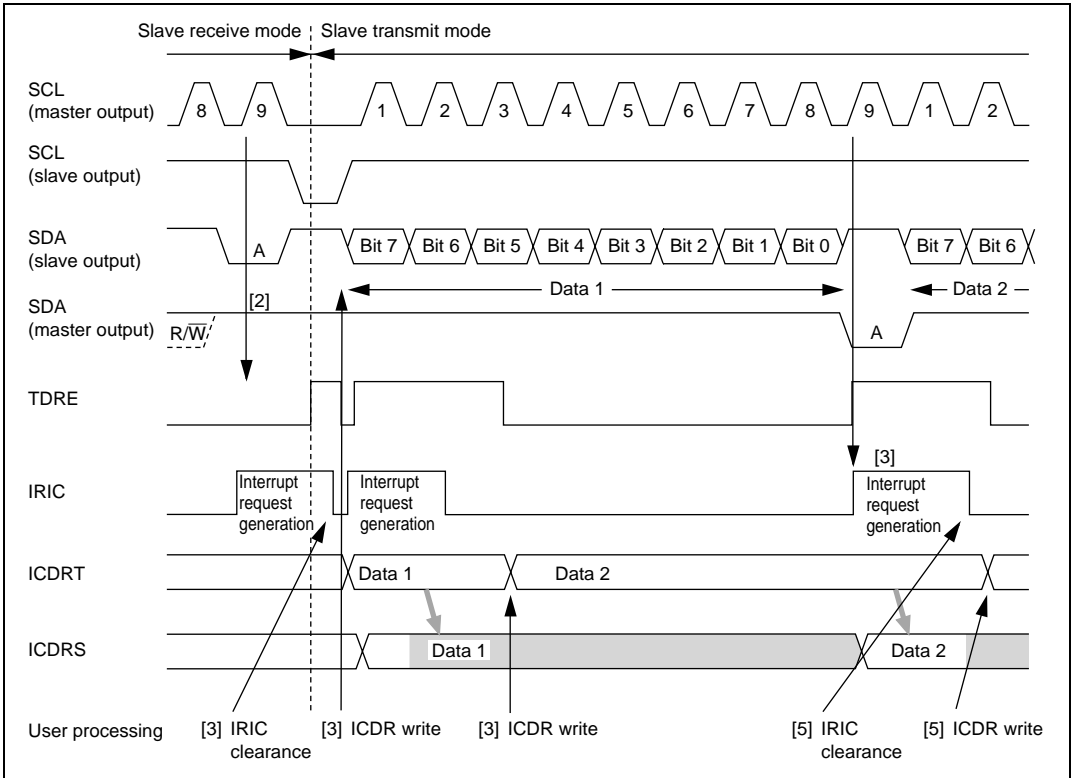 Slave receive mode Slave transmit mode
SCL
(master output)
8 9 1 2 3 4 5 6 7 8 9 1 2
SCL
(slave output)
SDA
(slave output)
A Bit 7 Bit 6 Bit 5 Bit 4 Bit 3 Bit 2 Bit 1 Bit 0 Bit 7 Bit 6
[2] Data 1 Data 2
SDA
(master output)
R/W̅ A
TDRE
[3]
IRIC
Interrupt
request
generation
Interrupt
request
generation
Interrupt
request
generation
ICDRT
Data 1 Data 2
ICDRS
Data 1 Data 2
User processing
[3] IRIC
clearance
[3] ICDR write
[3] ICDR write
[5] IRIC
clearance
[5] ICDR write